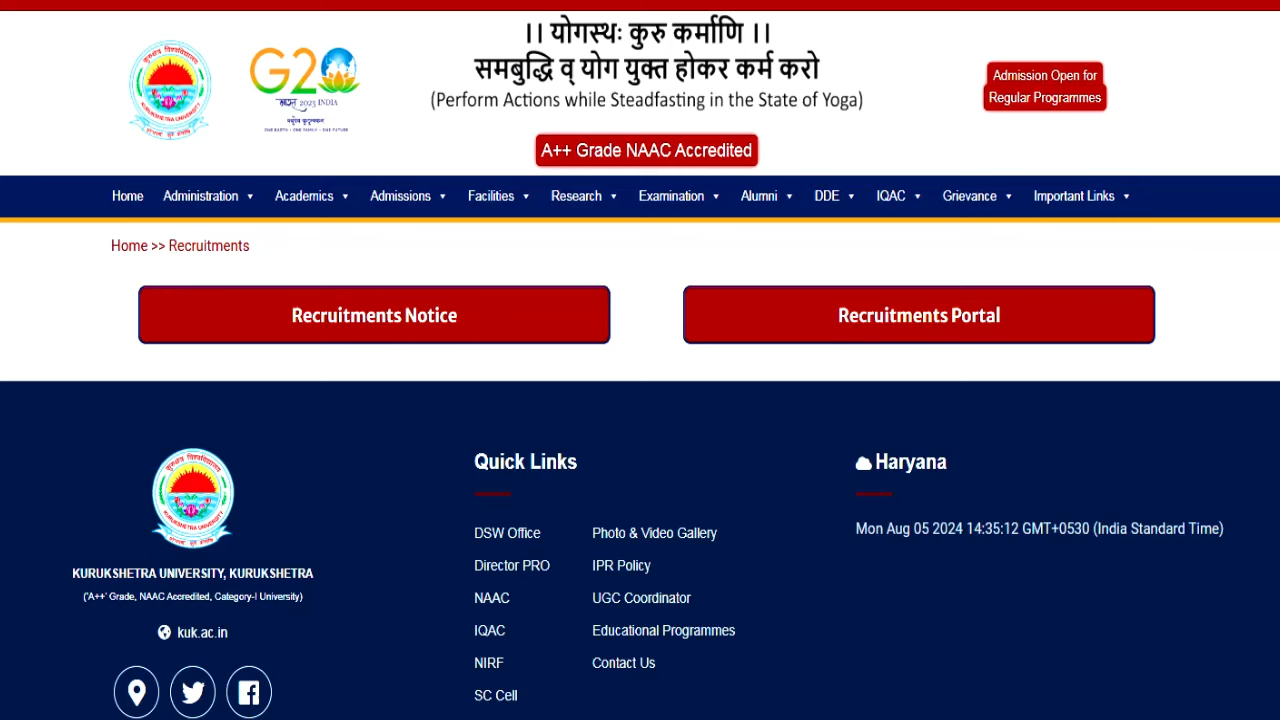 ।। योगस्थः कुरु कर्माणि ।।
समबुद्धि व् योग युक्त होकर कर्म करो
(Perform Actions while Steadfasting in the State of Yoga)
A++ Grade NAAC Accredited
G20
2023 INDIA
Admission Open for
Regular Programmes
Home Administration Academics Admissions Facilities Research Examination Alumni DDE IQAC Grievance Important Links
Home >> Recruitments
Recruitments Notice
Recruitments Portal
KURUKSHETRA UNIVERSITY
KURUKSHETRA UNIVERSITY, KURUKSHETRA
('A++' Grade, NAAC Accredited, Category-I University)
kuk.ac.in
Quick Links
DSW Office
Director PRO
NAAC
IQAC
NIRF
SC Cell
Photo & Video Gallery
IPR Policy
UGC Coordinator
Educational Programmes
Contact Us
Haryana
Mon Aug 05 2024 14:35:12 GMT+0530 (India Standard Time)